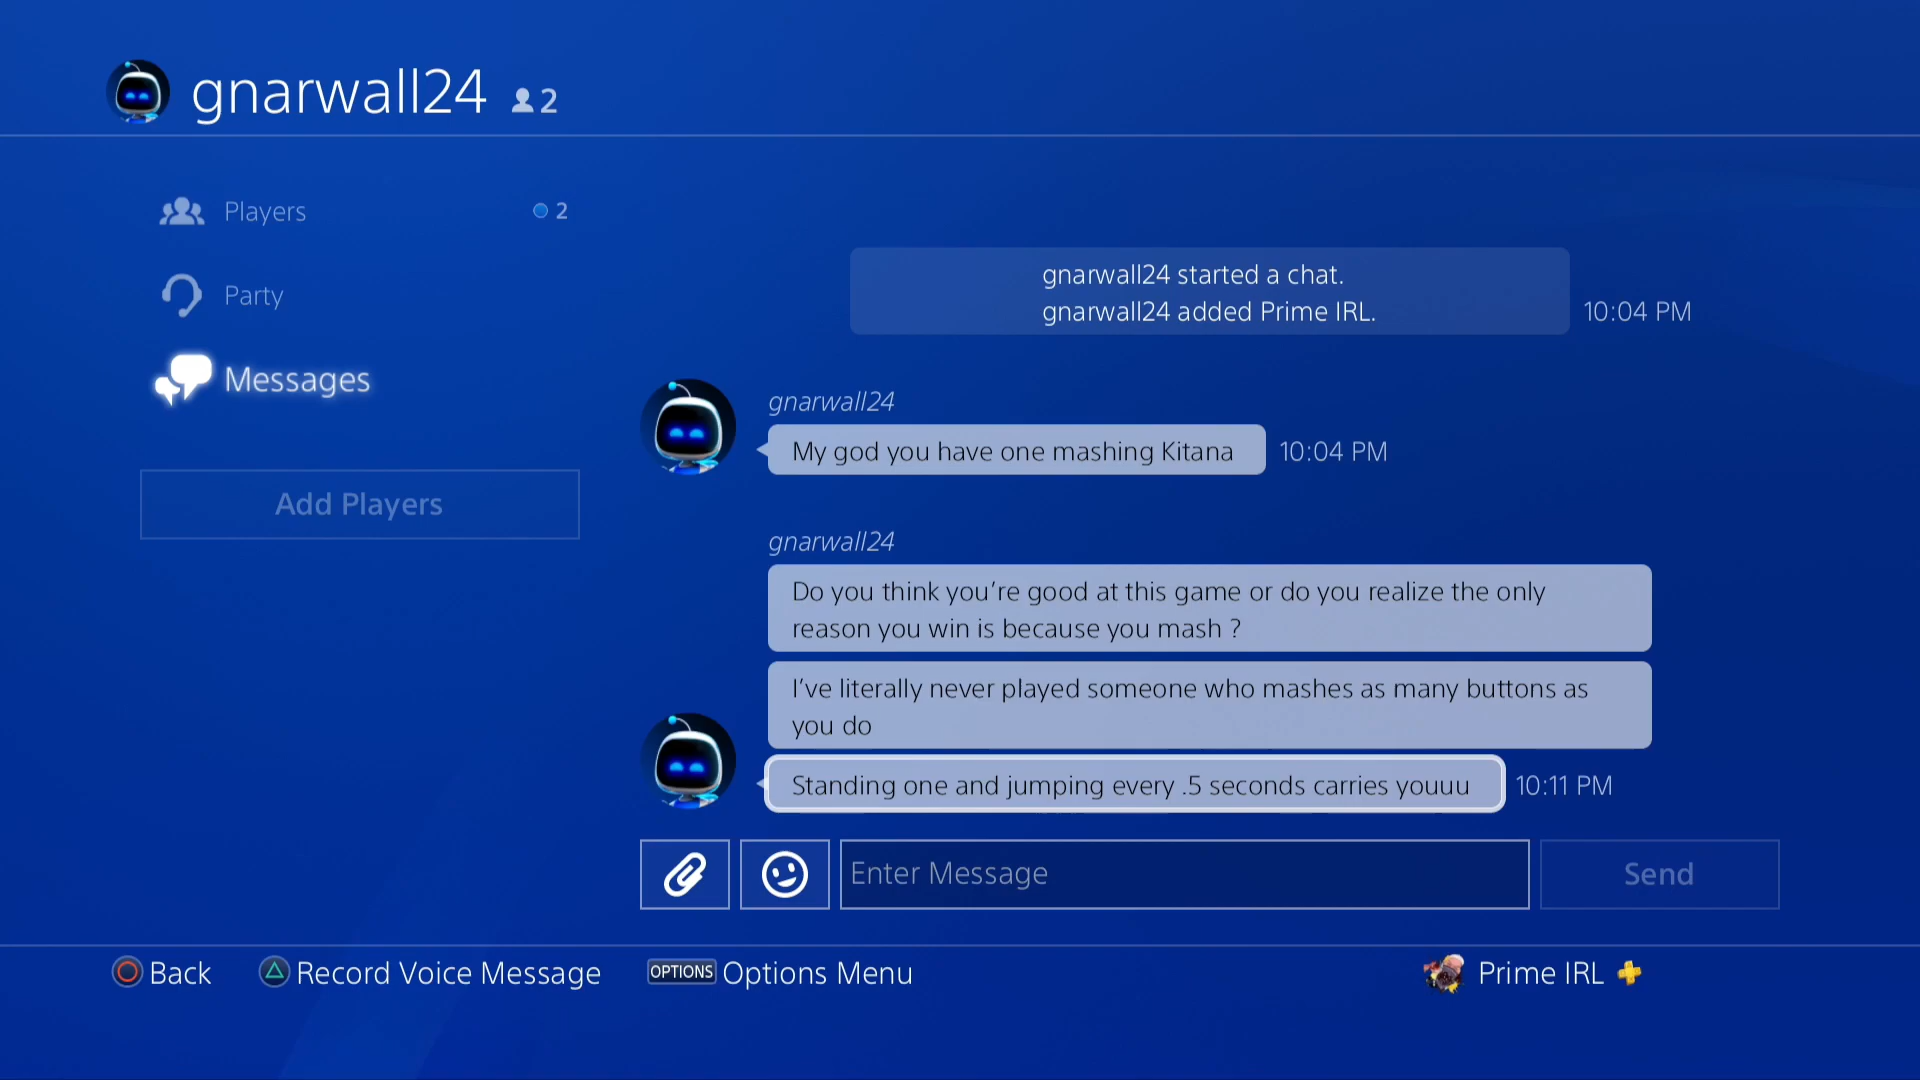 gnarwall24 2
Players 2
Party
Messages
Add Players
gnarwall24 started a chat.
gnarwall24 added Prime IRL.
10:04 PM
gnarwall24
My god you have one mashing Kitana
10:04 PM
gnarwall24
Do you think you’re good at this game or do you realize the only
reason you win is because you mash ?
I’ve literally never played someone who mashes as many buttons as
you do
Standing one and jumping every .5 seconds carries youuu
10:11 PM
Enter Message
Send
Back
Record Voice Message
OPTIONS Options Menu
Prime IRL